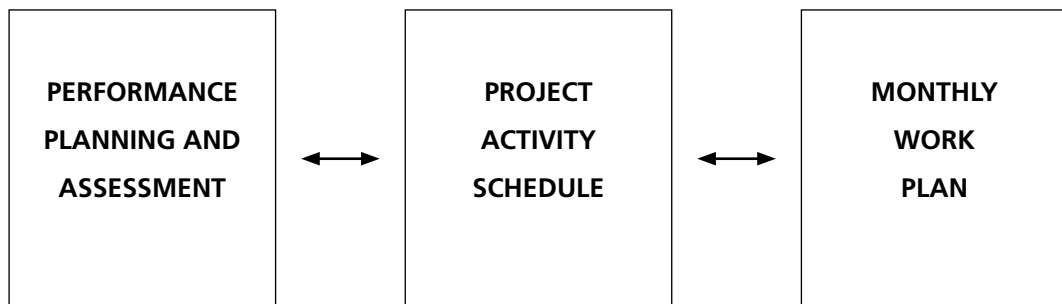 PERFORMANCE
PLANNING AND
ASSESSMENT
PROJECT
ACTIVITY
SCHEDULE
MONTHLY
WORK
PLAN